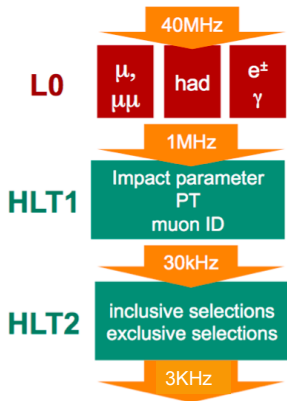 40MHz
L0
μ,
μμ
had
e±
γ
1MHz
HLT1
Impact parameter
PT
muon ID
30kHz
HLT2
inclusive selections
exclusive selections
3KHz